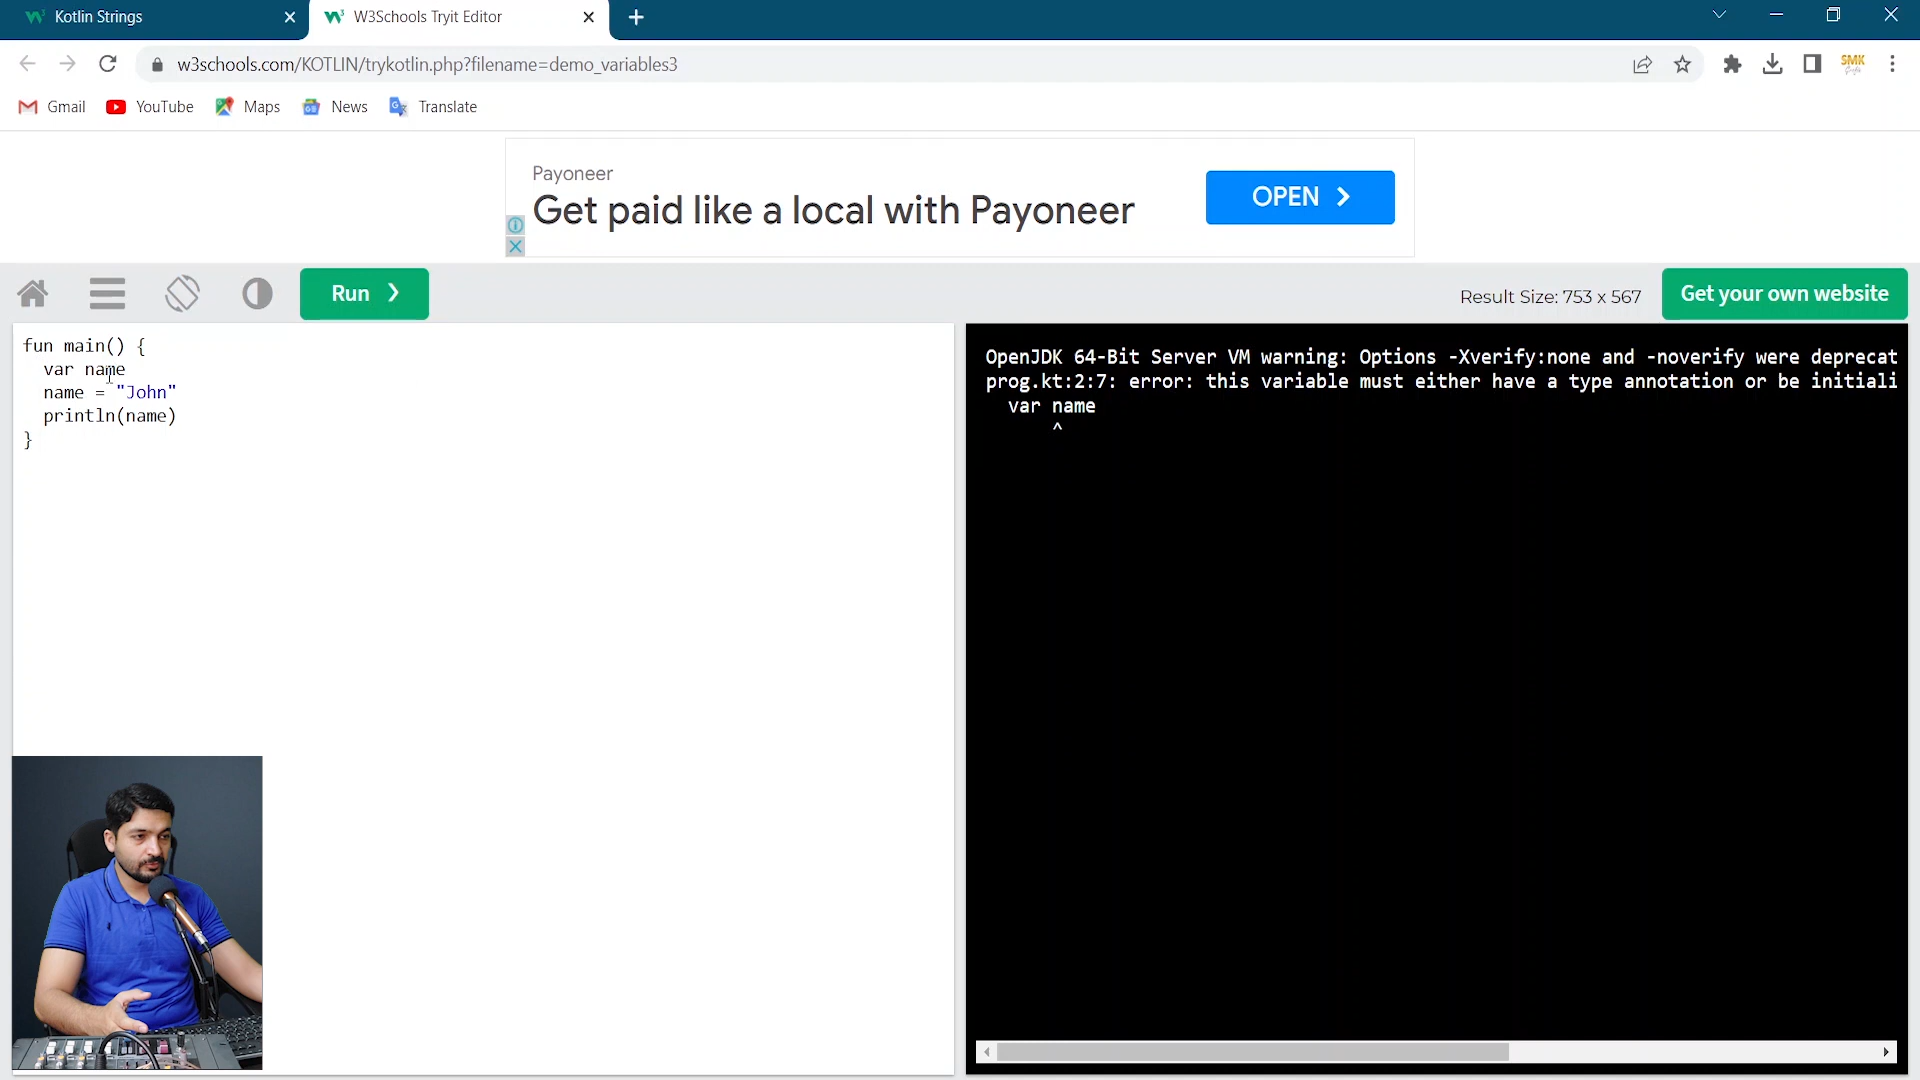 Kotlin Strings
W3Schools Tryit Editor
w3schools.com/KOTLIN/trykotlin.php?filename=demo_variables3
SMK
Gmail
YouTube
Maps
News
Translate
Payoneer
Get paid like a local with Payoneer
OPEN
Run ❯
Result Size: 753 x 567
Get your own website
fun main() {
  var name
  name = "John"
  println(name)
}
OpenJDK 64-Bit Server VM warning: Options -Xverify:none and -noverify were deprecat
prog.kt:2:7: error: this variable must either have a type annotation or be initiali
  var name
      ^